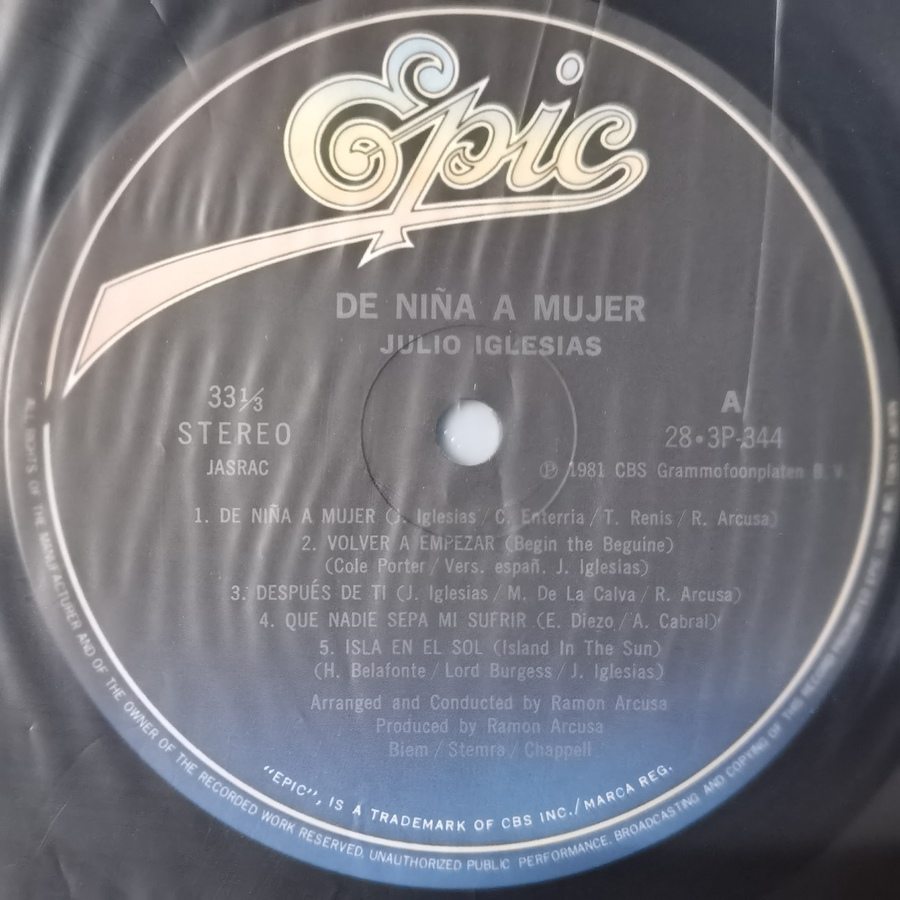 Epic
DE NIÑA A MUJER
JULIO IGLESIAS
33⅓
STEREO
JASRAC
A
28·3P-344
Ⓟ 1981 CBS Grammofoonplaten B.V.
1. DE NIÑA A MUJER (J. Iglesias / C. Enterria / T. Renis / R. Arcusa)
2. VOLVER A EMPEZAR (Begin the Beguine)
(Cole Porter / Vers. españ. J. Iglesias)
3. DESPUÉS DE TI (J. Iglesias / M. De La Calva / R. Arcusa)
4. QUE NADIE SEPA MI SUFRIR (E. Diezo / A. Cabral)
5. ISLA EN EL SOL (Island In The Sun)
(H. Belafonte / Lord Burgess / J. Iglesias)
Arranged and Conducted by Ramon Arcusa
Produced by Ramon Arcusa
Biem / Stemra / Chappell
"EPIC", IS A TRADEMARK OF CBS INC./MARCA REG.
ALL RIGHTS OF THE MANUFACTURER AND OF THE OWNER OF THE RECORDED WORK RESERVED. UNAUTHORIZED PUBLIC PERFORMANCE, BROADCASTING AND COPYING OF THIS RECORD PROHIBITED